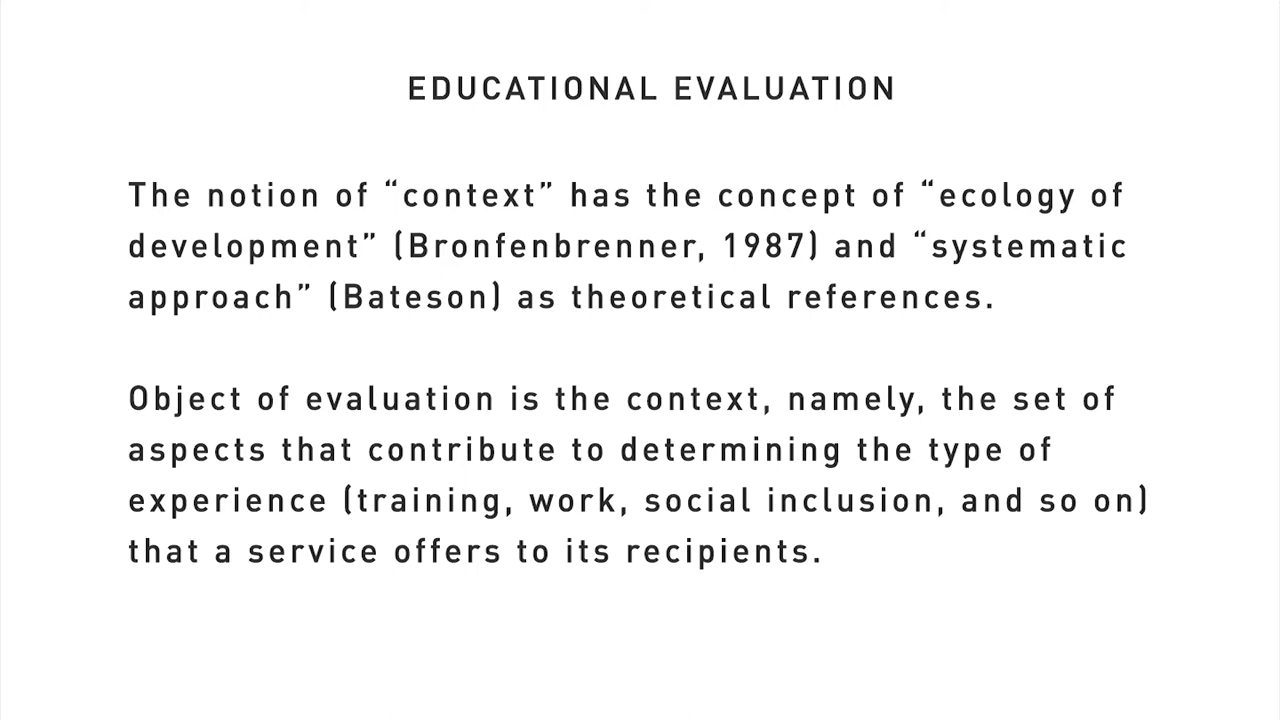 EDUCATIONAL EVALUATION
The notion of “context” has the concept of “ecology of
development” (Bronfenbrenner, 1987) and “systematic
approach” (Bateson) as theoretical references.
Object of evaluation is the context, namely, the set of
aspects that contribute to determining the type of
experience (training, work, social inclusion, and so on)
that a service offers to its recipients.